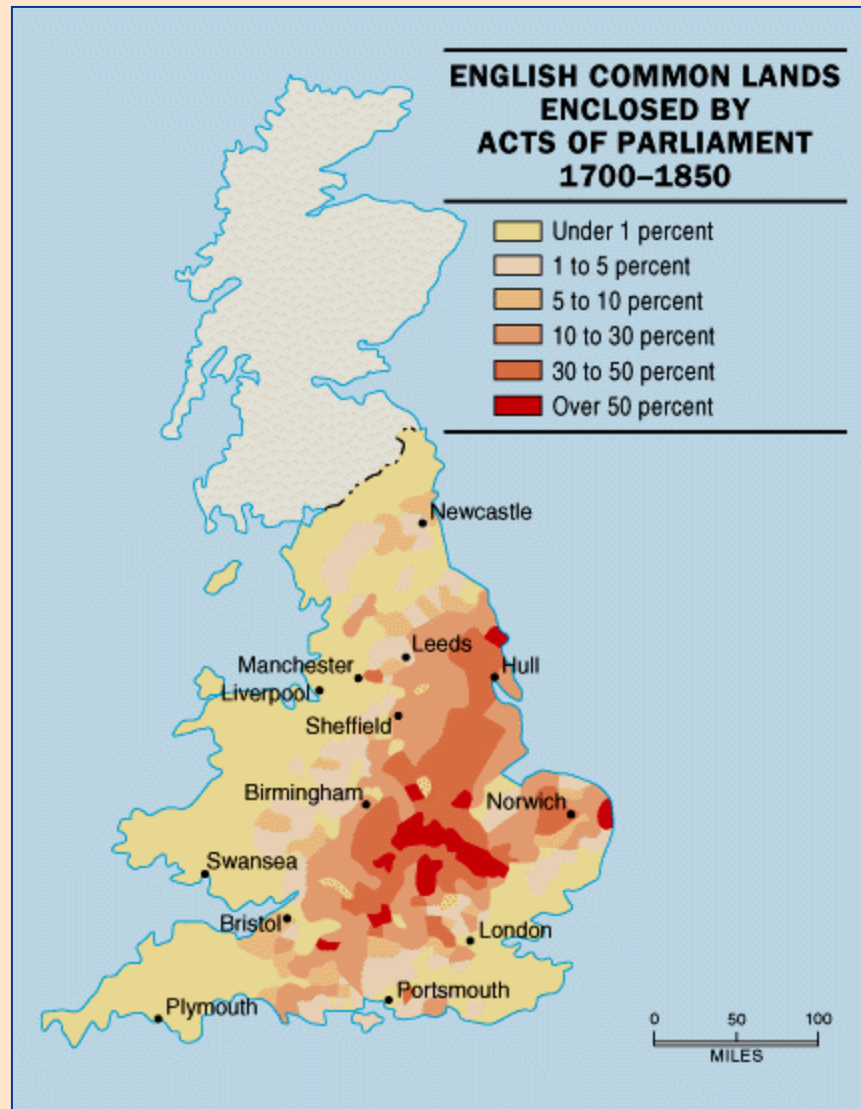 ENGLISH COMMON LANDS
ENCLOSED BY
ACTS OF PARLIAMENT
1700–1850
Under 1 percent
1 to 5 percent
5 to 10 percent
10 to 30 percent
30 to 50 percent
Over 50 percent
Newcastle
Leeds
Manchester
Hull
Liverpool
Sheffield
Birmingham
Norwich
Swansea
Bristol
London
Portsmouth
Plymouth
0 50 100
MILES